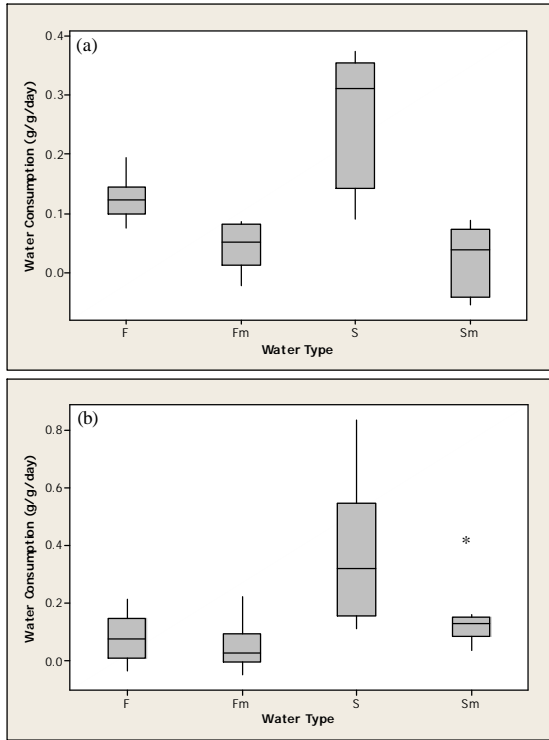 (a)
Water Consumption (g/g/day)
0.4
0.3
0.2
0.1
0.0
F Fm S Sm
Water Type
(b)
Water Consumption (g/g/day)
0.8
0.6
0.4
0.2
0.0
*
F Fm S Sm
Water Type